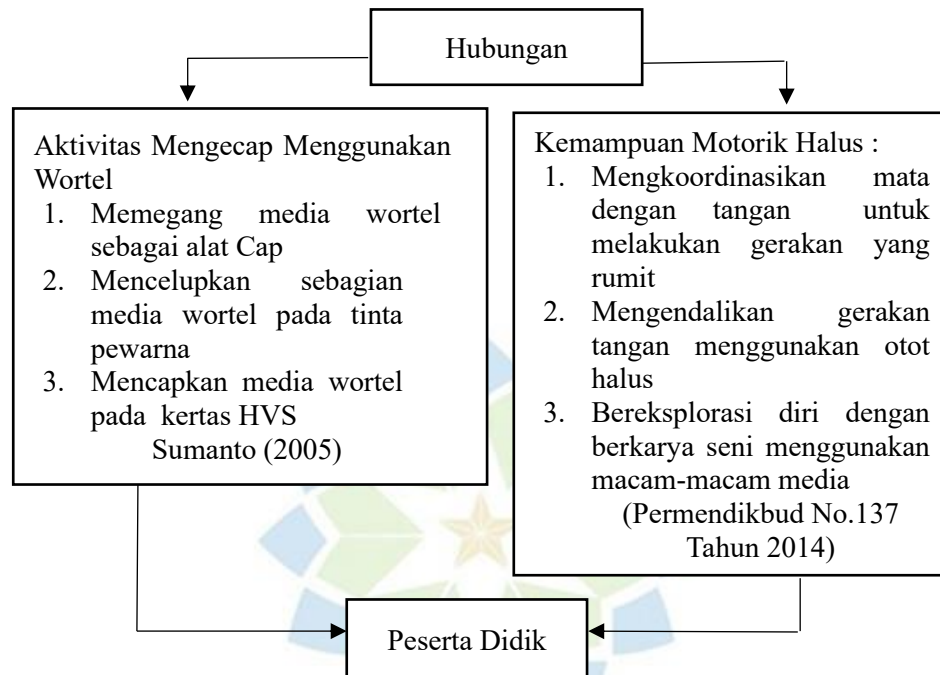 Hubungan
Aktivitas Mengecap Menggunakan
Wortel
1. Memegang media wortel
sebagai alat Cap
2. Mencelupkan sebagian
media wortel pada tinta
pewarna
3. Mencapkan media wortel
pada kertas HVS
Sumanto (2005)
Kemampuan Motorik Halus :
1. Mengkoordinasikan mata
dengan tangan untuk
melakukan gerakan yang
rumit
2. Mengendalikan gerakan
tangan menggunakan otot
halus
3. Bereksplorasi diri dengan
berkarya seni menggunakan
macam-macam media
(Permendikbud No.137
Tahun 2014)
Peserta Didik